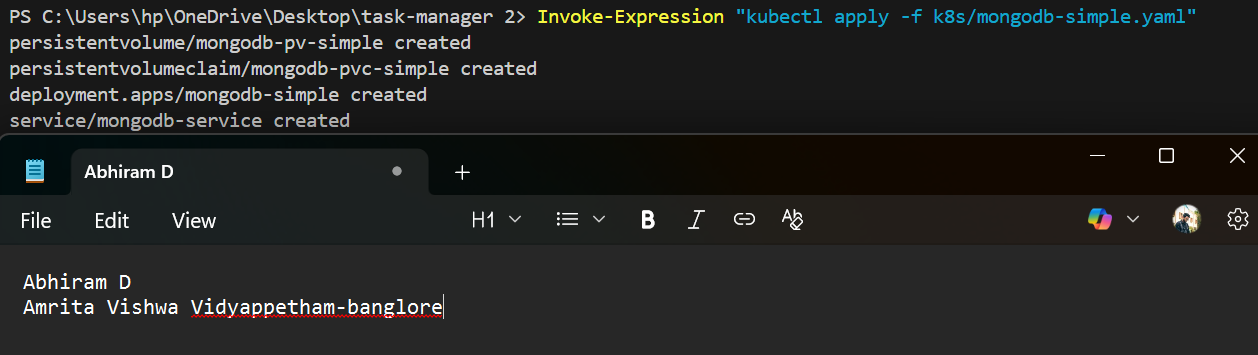 PS C:\Users\hp\OneDrive\Desktop\task-manager 2> Invoke-Expression "kubectl apply -f k8s/mongodb-simple.yaml"
persistentvolume/mongodb-pv-simple created
persistentvolumeclaim/mongodb-pvc-simple created
deployment.apps/mongodb-simple created
service/mongodb-service created
Abhiram D
File Edit View H1 B I
Abhiram D
Amrita Vishwa Vidyappetham-banglore